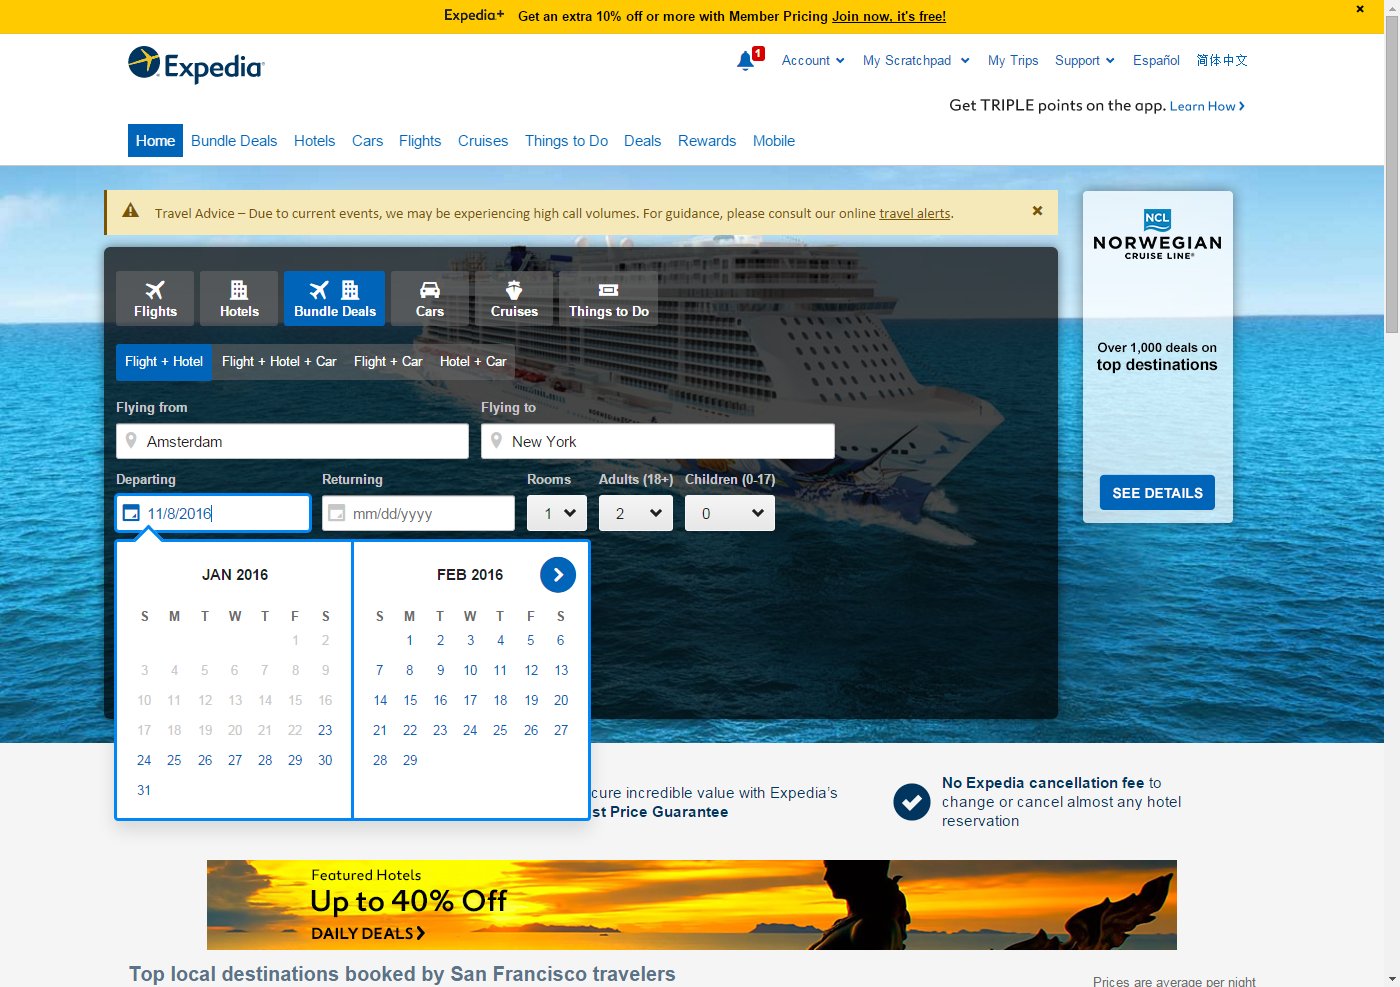 Expedia+ Get an extra 10% off or more with Member Pricing Join now, it's free!
Expedia
1 Account My Scratchpad My Trips Support Español 简体中文
Get TRIPLE points on the app. Learn How
Home Bundle Deals Hotels Cars Flights Cruises Things to Do Deals Rewards Mobile
Travel Advice – Due to current events, we may be experiencing high call volumes. For guidance, please consult our online travel alerts.
NCL
NORWEGIAN
CRUISE LINE®
Over 1,000 deals on
top destinations
SEE DETAILS
Flights Hotels Bundle Deals Cars Cruises Things to Do
Flight + Hotel Flight + Hotel + Car Flight + Car Hotel + Car
Flying from Flying to
Amsterdam New York
Departing Returning Rooms Adults (18+) Children (0-17)
11/8/2016 mm/dd/yyyy 1 2 0
JAN 2016
S M T W T F S
1 2
3 4 5 6 7 8 9
10 11 12 13 14 15 16
17 18 19 20 21 22 23
24 25 26 27 28 29 30
31
FEB 2016
S M T W T F S
1 2 3 4 5 6
7 8 9 10 11 12 13
14 15 16 17 18 19 20
21 22 23 24 25 26 27
28 29
cure incredible value with Expedia's
st Price Guarantee
No Expedia cancellation fee to
change or cancel almost any hotel
reservation
Featured Hotels
Up to 40% Off
DAILY DEALS
Top local destinations booked by San Francisco travelers
Prices are average per night